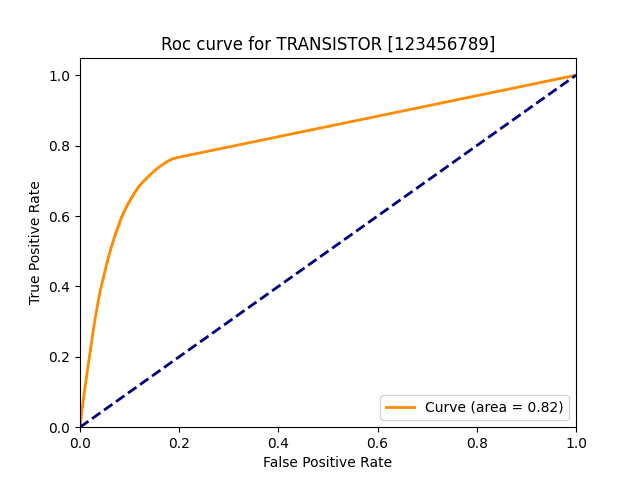 Roc curve for TRANSISTOR [123456789]
True Positive Rate
1.0
0.8
0.6
0.4
0.2
0.0
Curve (area = 0.82)
0.0 0.2 0.4 0.6 0.8 1.0
False Positive Rate